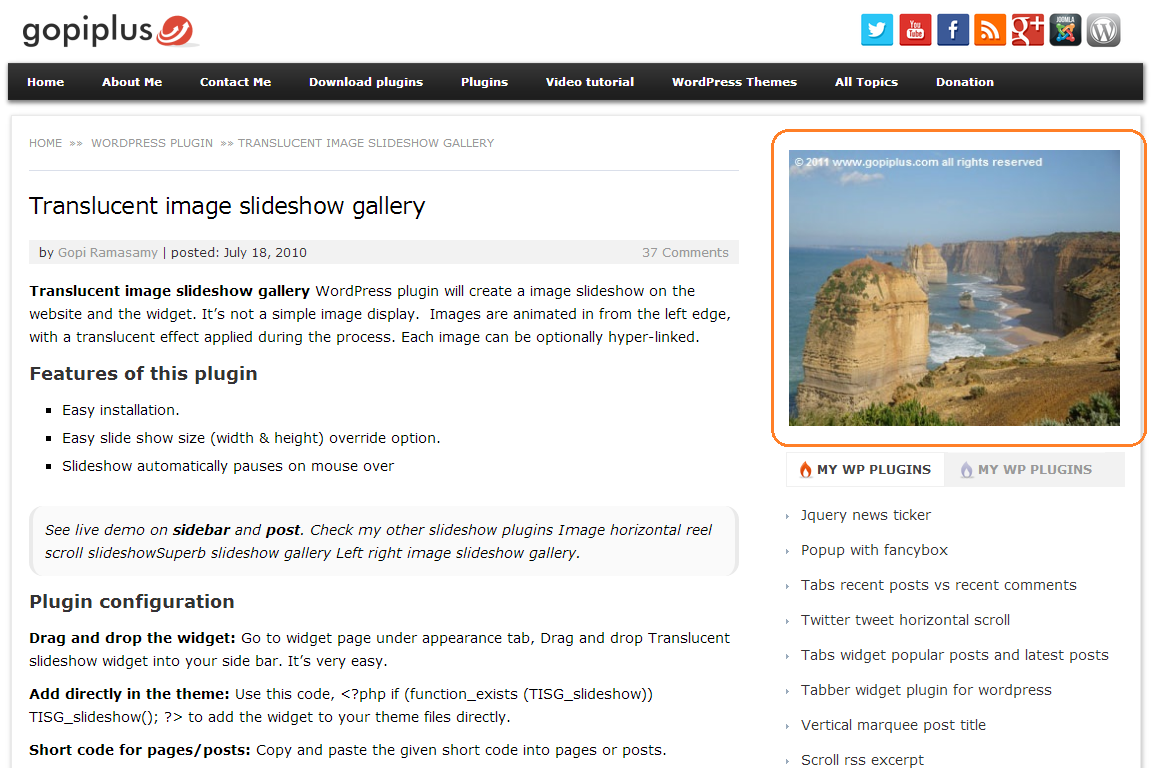 gopiplus
You
Tube
g+
JOOMLA
Home About Me Contact Me Download plugins Plugins Video tutorial WordPress Themes All Topics Donation
HOME »» WORDPRESS PLUGIN »» TRANSLUCENT IMAGE SLIDESHOW GALLERY
Translucent image slideshow gallery
by Gopi Ramasamy | posted: July 18, 2010 37 Comments
Translucent image slideshow gallery WordPress plugin will create a image slideshow on the
website and the widget. It’s not a simple image display. Images are animated in from the left edge,
with a translucent effect applied during the process. Each image can be optionally hyper-linked.
Features of this plugin
Easy installation.
Easy slide show size (width & height) override option.
Slideshow automatically pauses on mouse over
See live demo on sidebar and post. Check my other slideshow plugins Image horizontal reel
scroll slideshowSuperb slideshow gallery Left right image slideshow gallery.
Plugin configuration
Drag and drop the widget: Go to widget page under appearance tab, Drag and drop Translucent
slideshow widget into your side bar. It’s very easy.
Add directly in the theme: Use this code, <?php if (function_exists (TISG_slideshow))
TISG_slideshow(); ?> to add the widget to your theme files directly.
Short code for pages/posts: Copy and paste the given short code into pages or posts.
© 2011 www.gopiplus.com all rights reserved
MY WP PLUGINS MY WP PLUGINS
Jquery news ticker
Popup with fancybox
Tabs recent posts vs recent comments
Twitter tweet horizontal scroll
Tabs widget popular posts and latest posts
Tabber widget plugin for wordpress
Vertical marquee post title
Scroll rss excerpt